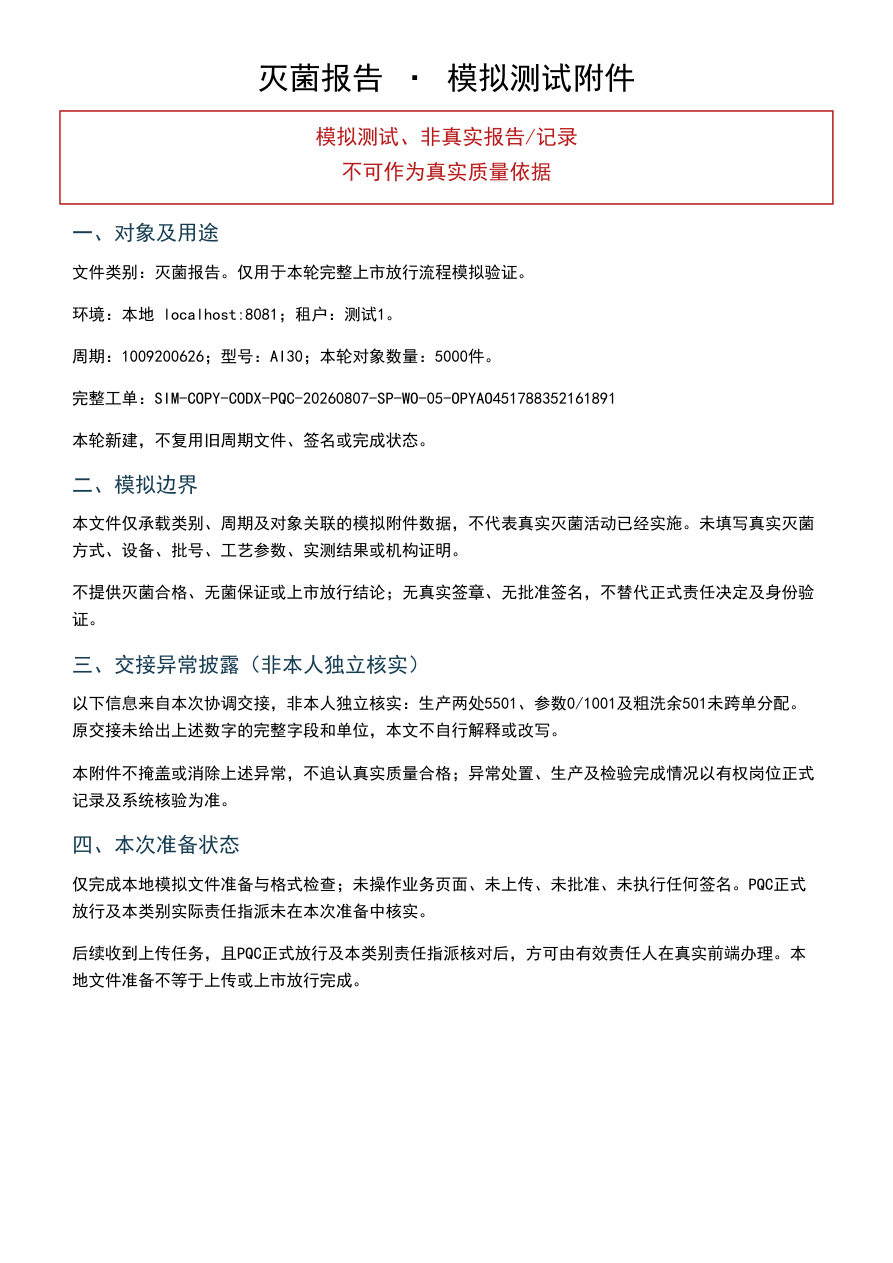 灭菌报告 · 模拟测试附件
模拟测试、非真实报告/记录
不可作为真实质量依据
一、对象及用途
文件类别：灭菌报告。仅用于本轮完整上市放行流程模拟验证。
环境：本地 localhost:8081；租户：测试1。
周期：1009200626；型号：AI30；本轮对象数量：5000件。
完整工单：SIM-COPY-CODX-PQC-20260807-SP-WO-05-OPYAO451788352161891
本轮新建，不复用旧周期文件、签名或完成状态。
二、模拟边界
本文件仅承载类别、周期及对象关联的模拟附件数据，不代表真实灭菌活动已经实施。未填写真实灭菌
方式、设备、批号、工艺参数、实测结果或机构证明。
不提供灭菌合格、无菌保证或上市放行结论；无真实签章、无批准签名，不替代正式责任决定及身份验
证。
三、交接异常披露（非本人独立核实）
以下信息来自本次协调交接，非本人独立核实：生产两处5501、参数0/1001及粗洗余501未跨单分配。
原交接未给出上述数字的完整字段和单位，本文不自行解释或改写。
本附件不掩盖或消除上述异常，不追认真实质量合格；异常处置、生产及检验完成情况以有权岗位正式
记录及系统核验为准。
四、本次准备状态
仅完成本地模拟文件准备与格式检查；未操作业务页面、未上传、未批准、未执行任何签名。PQC正式
放行及本类别实际责任指派未在本次准备中核实。
后续收到上传任务，且PQC正式放行及本类别责任指派核对后，方可由有效责任人在真实前端办理。本
地文件准备不等于上传或上市放行完成。